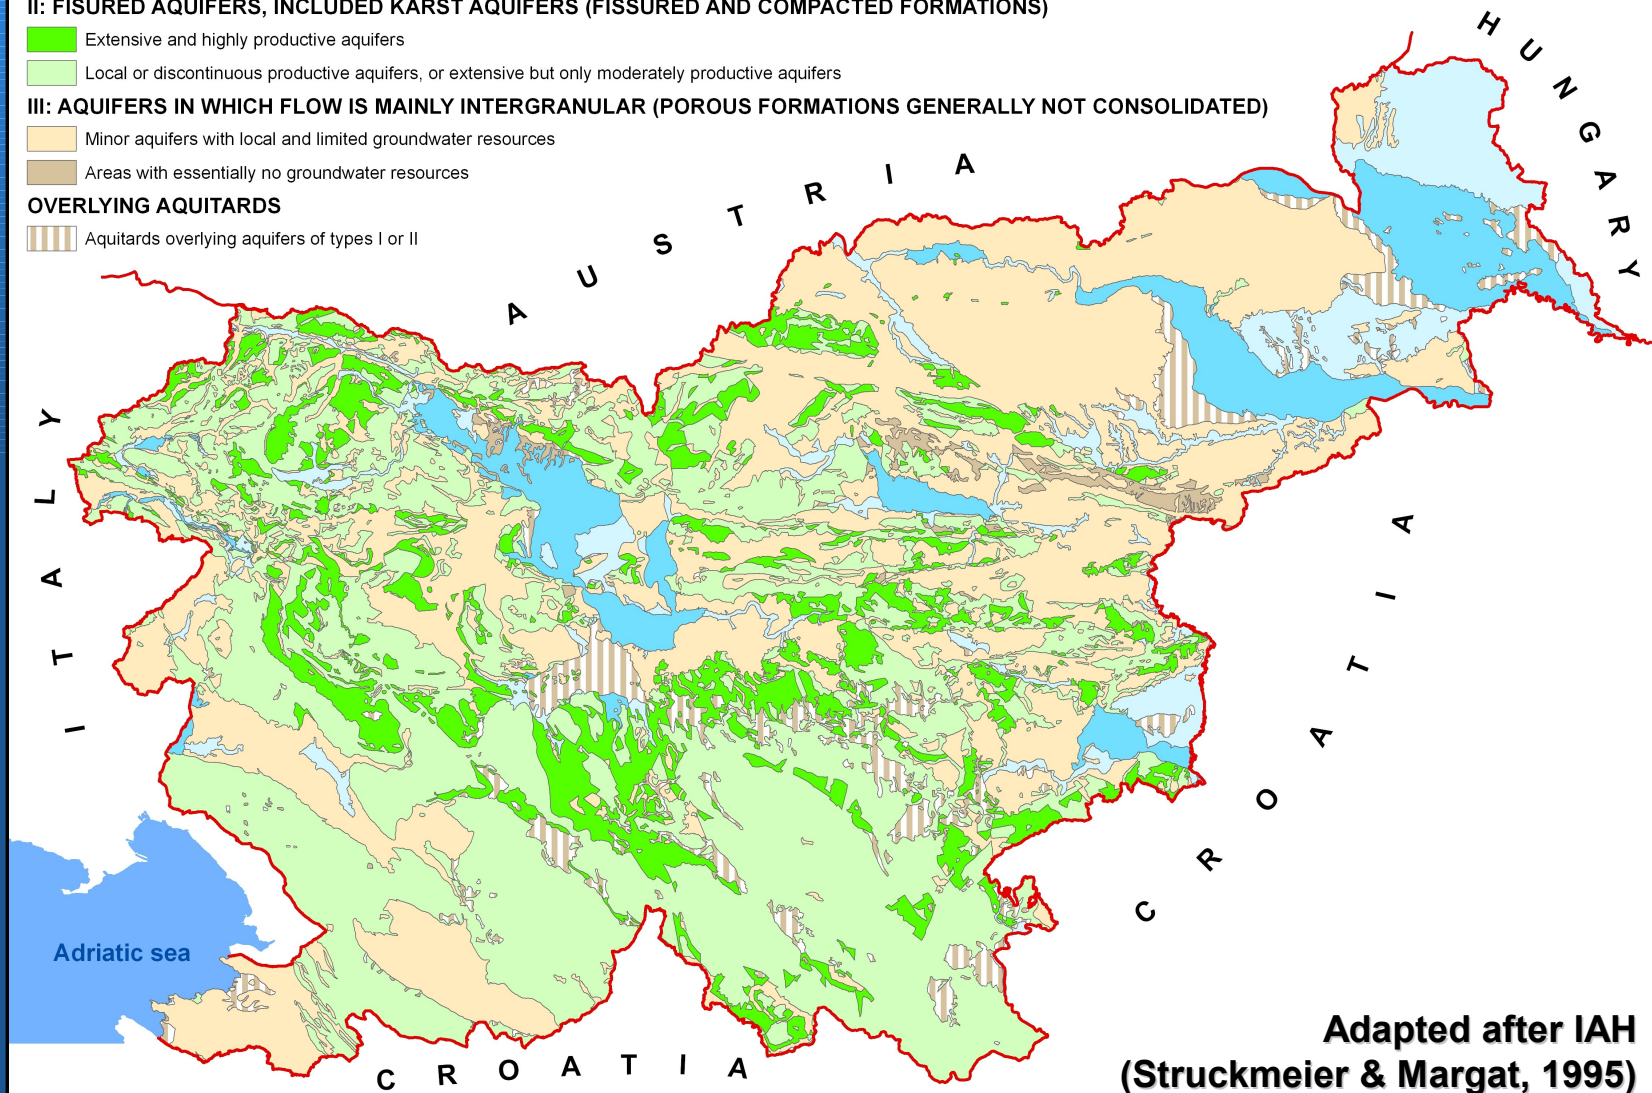 II: FISURED AQUIFERS, INCLUDED KARST AQUIFERS (FISSURED AND COMPACTED FORMATIONS)
Extensive and highly productive aquifers
Local or discontinuous productive aquifers, or extensive but only moderately productive aquifers
III: AQUIFERS IN WHICH FLOW IS MAINLY INTERGRANULAR (POROUS FORMATIONS GENERALLY NOT CONSOLIDATED)
Minor aquifers with local and limited groundwater resources
Areas with essentially no groundwater resources
OVERLYING AQUITARDS
Aquitards overlying aquifers of types I or II
HUNGARY
AUSTRIA
ITALY
CROATIA
Adriatic sea
CROATIA
Adapted after IAH
(Struckmeier & Margat, 1995)